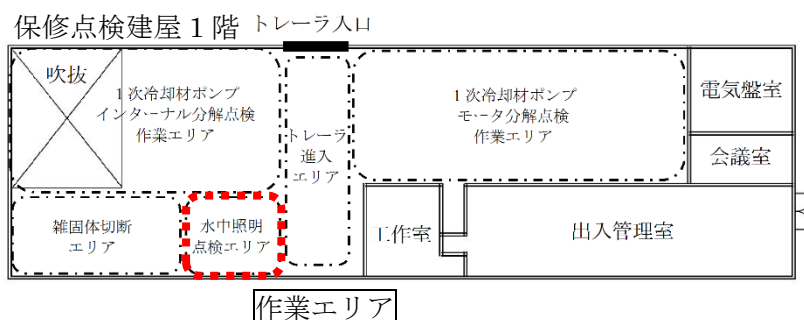 保修点検建屋1階
トレーラ入口
吹抜
1次冷却材ポンプ
インターナル分解点検
作業エリア
トレーラ
進入
エリア
1次冷却材ポンプ
モータ分解点検
作業エリア
電気盤室
会議室
雑固体切断
エリア
水中照明
点検エリア
工作室
出入管理室
作業エリア